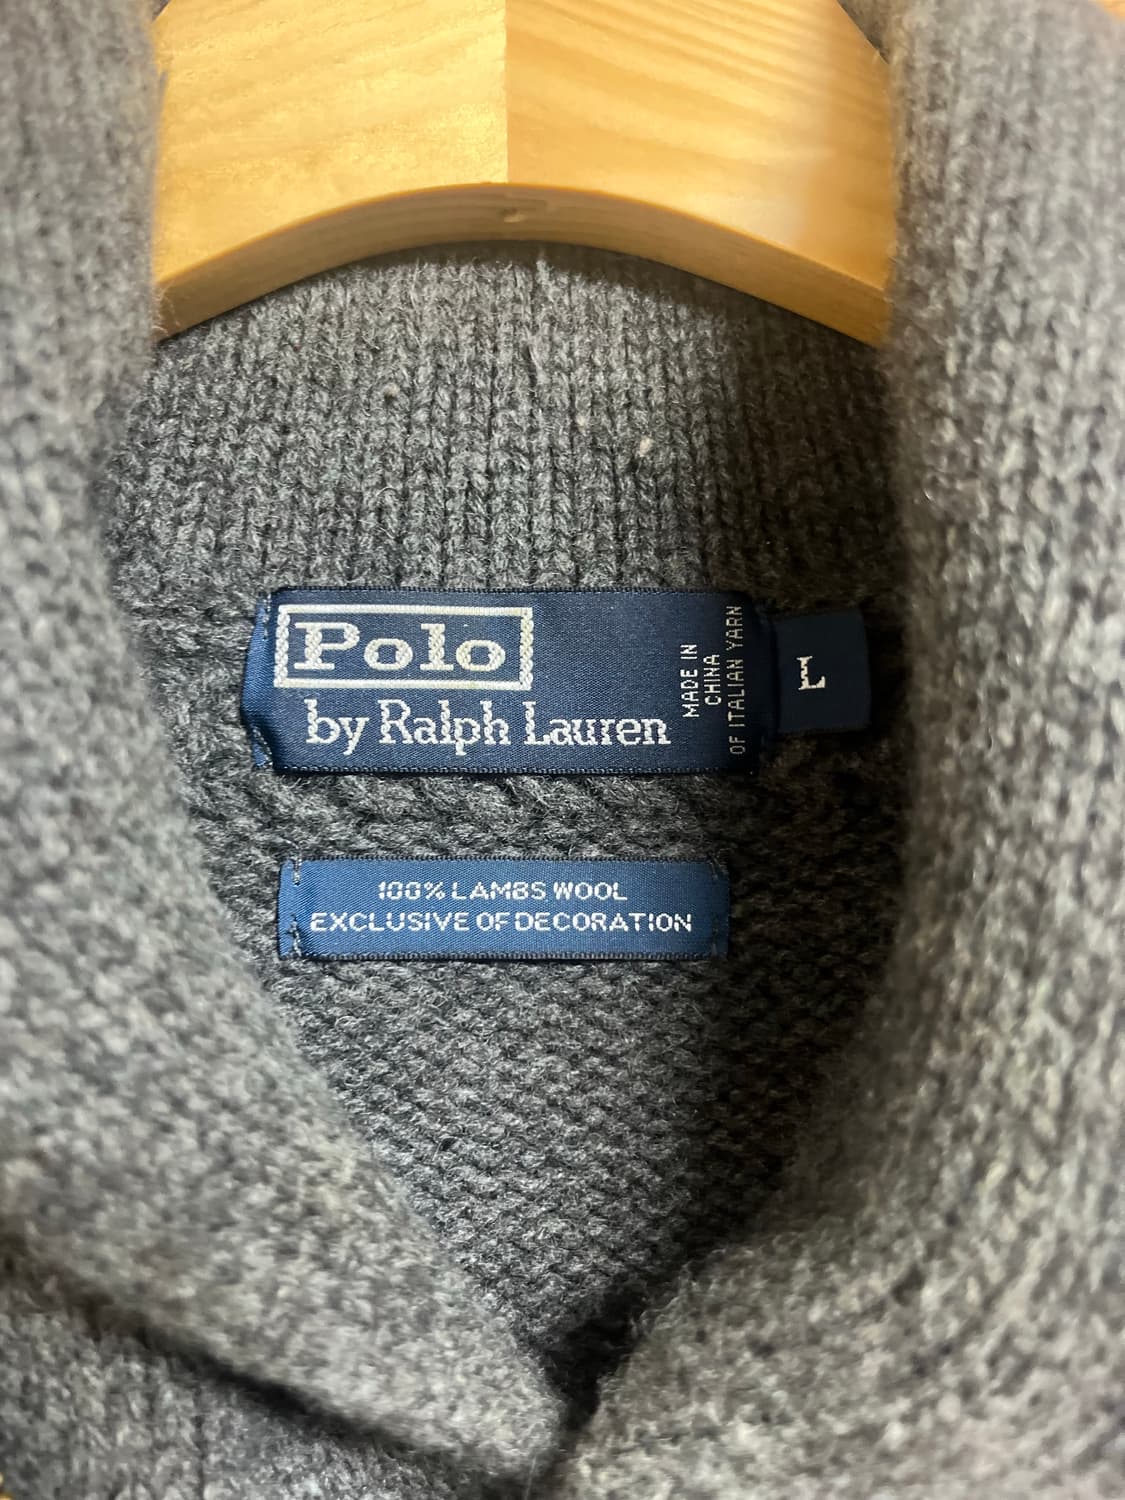 Polo
by Ralph Lauren
MADE IN
CHINA
OF ITALIAN YARN
L
100% LAMBS WOOL
EXCLUSIVE OF DECORATION